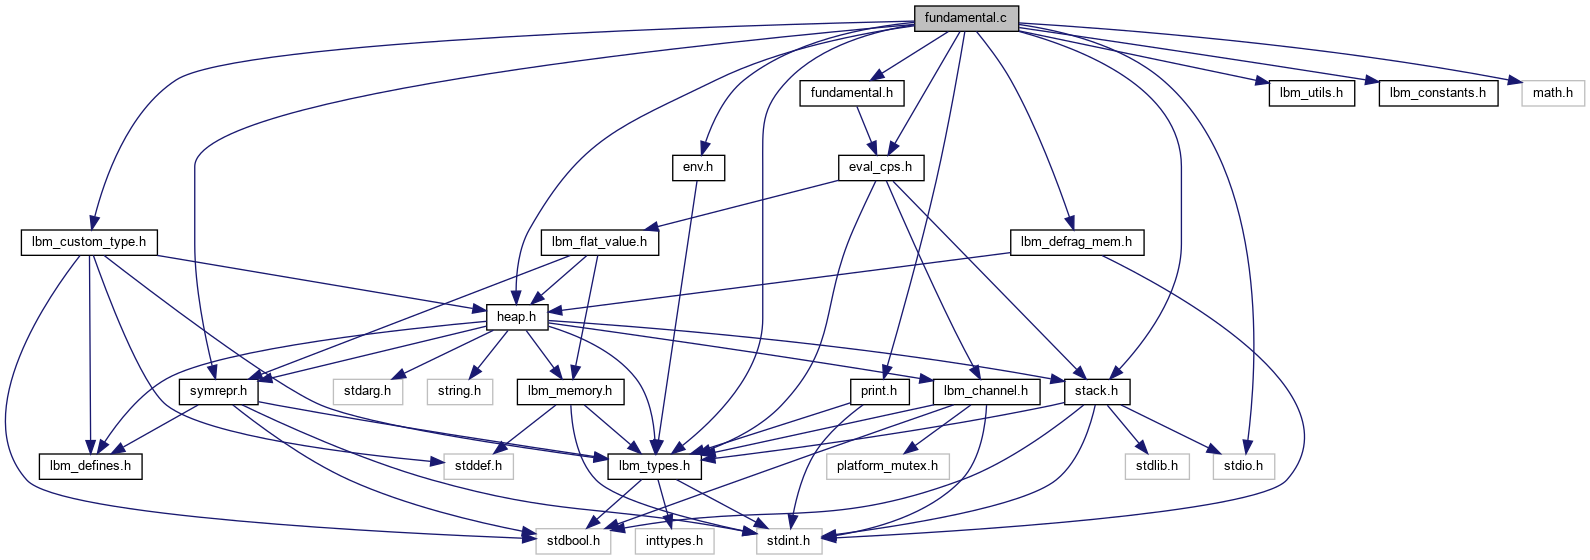 fundamental.c
fundamental.h
lbm_utils.h
lbm_constants.h
math.h
env.h
eval_cps.h
lbm_custom_type.h
lbm_flat_value.h
lbm_defrag_mem.h
heap.h
symrepr.h
stdarg.h
string.h
lbm_memory.h
print.h
lbm_channel.h
stack.h
lbm_defines.h
stddef.h
lbm_types.h
platform_mutex.h
stdlib.h
stdio.h
stdbool.h
inttypes.h
stdint.h